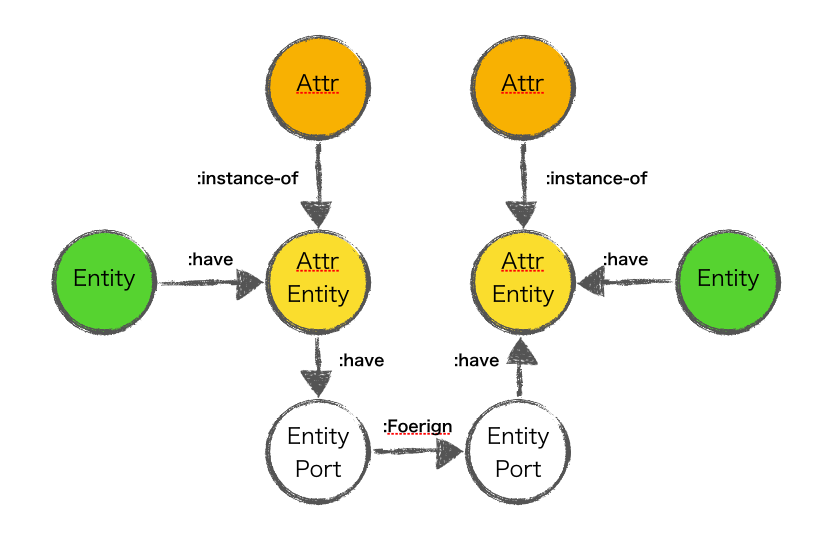 Attr
Attr
:instance-of
:instance-of
Entity
:have
Attr
Entity
Attr
Entity
:have
Entity
:have
:have
Entity
Port
:Foerign
Entity
Port